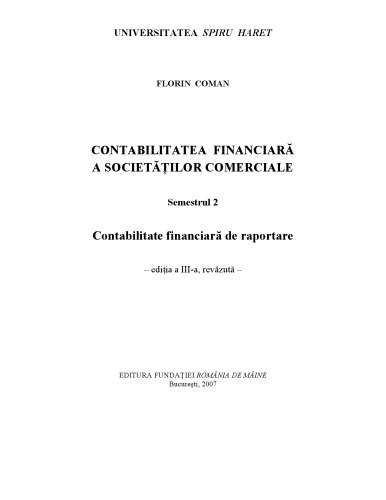 UNIVERSITATEA SPIRU HARET
FLORIN COMAN
CONTABILITATEA FINANCIARĂ
A SOCIETĂȚILOR COMERCIALE
Semestrul 2
Contabilitate financiară de raportare
– ediția a III-a, revăzută –
EDITURA FUNDAȚIEI ROMÂNIA DE MÂINE
București, 2007